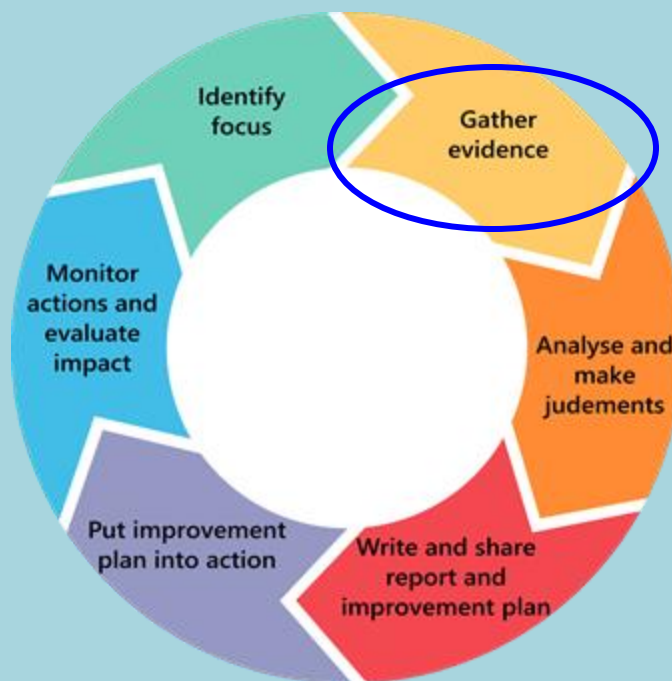 Identify
focus
Gather
evidence
Analyse and
make
judements
Write and share
report and
improvement plan
Put improvement
plan into action
Monitor
actions and
evaluate
impact